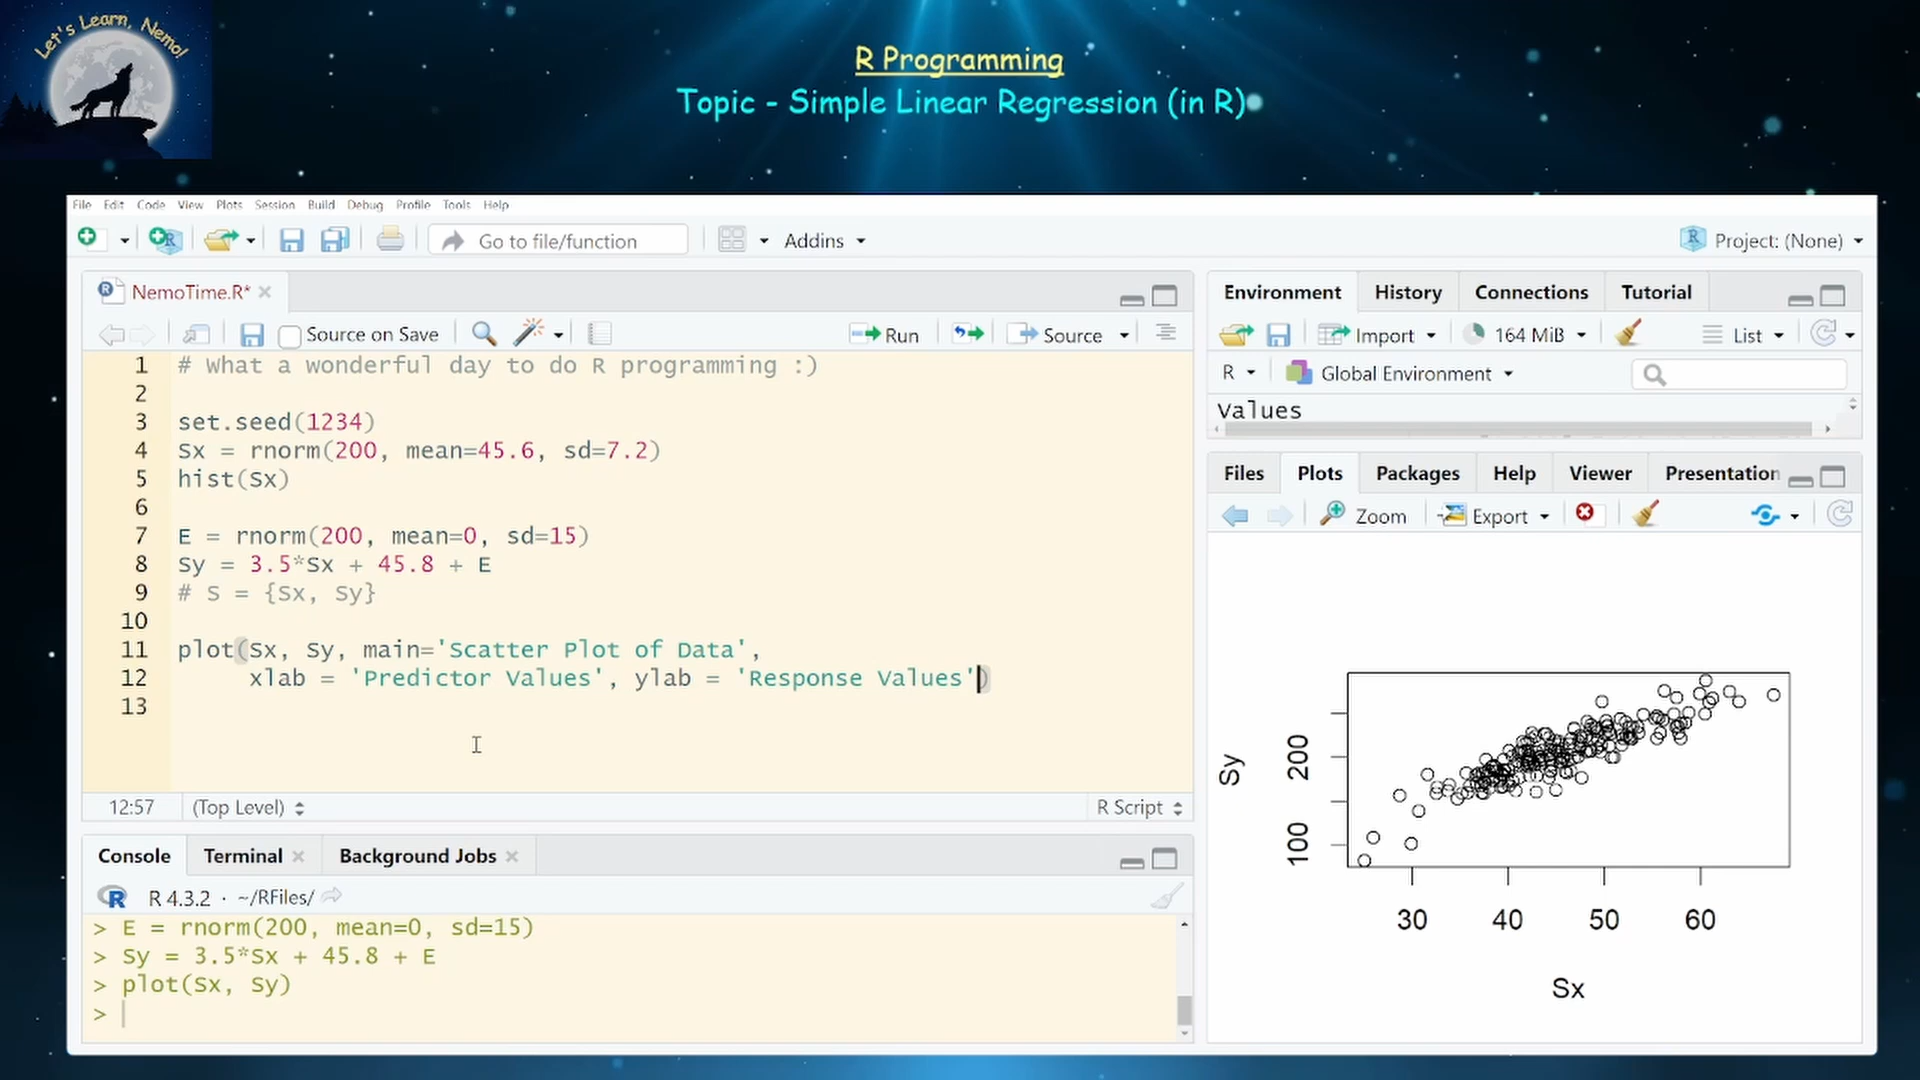 Let's Learn, Nemo!
R Programming
Topic - Simple Linear Regression (in R)
File Edit Code View Plots Session Build Debug Profile Tools Help
Go to file/function
Addins
Project: (None)
NemoTime.R*
Source on Save
Run
Source
1 # What a wonderful day to do R programming :)
2
3 set.seed(1234)
4 Sx = rnorm(200, mean=45.6, sd=7.2)
5 hist(Sx)
6
7 E = rnorm(200, mean=0, sd=15)
8 Sy = 3.5*Sx + 45.8 + E
9 # S = {Sx, Sy}
10
11 plot(Sx, Sy, main='Scatter Plot of Data',
12 xlab = 'Predictor Values', ylab = 'Response Values')
13
12:57 (Top Level) R Script
Console Terminal Background Jobs
R 4.3.2 · ~/RFiles/
> E = rnorm(200, mean=0, sd=15)
> Sy = 3.5*Sx + 45.8 + E
> plot(Sx, Sy)
>
Environment History Connections Tutorial
Import 164 MiB List
R Global Environment
Values
Files Plots Packages Help Viewer Presentation
Zoom Export
Sy
200
100
30 40 50 60
Sx